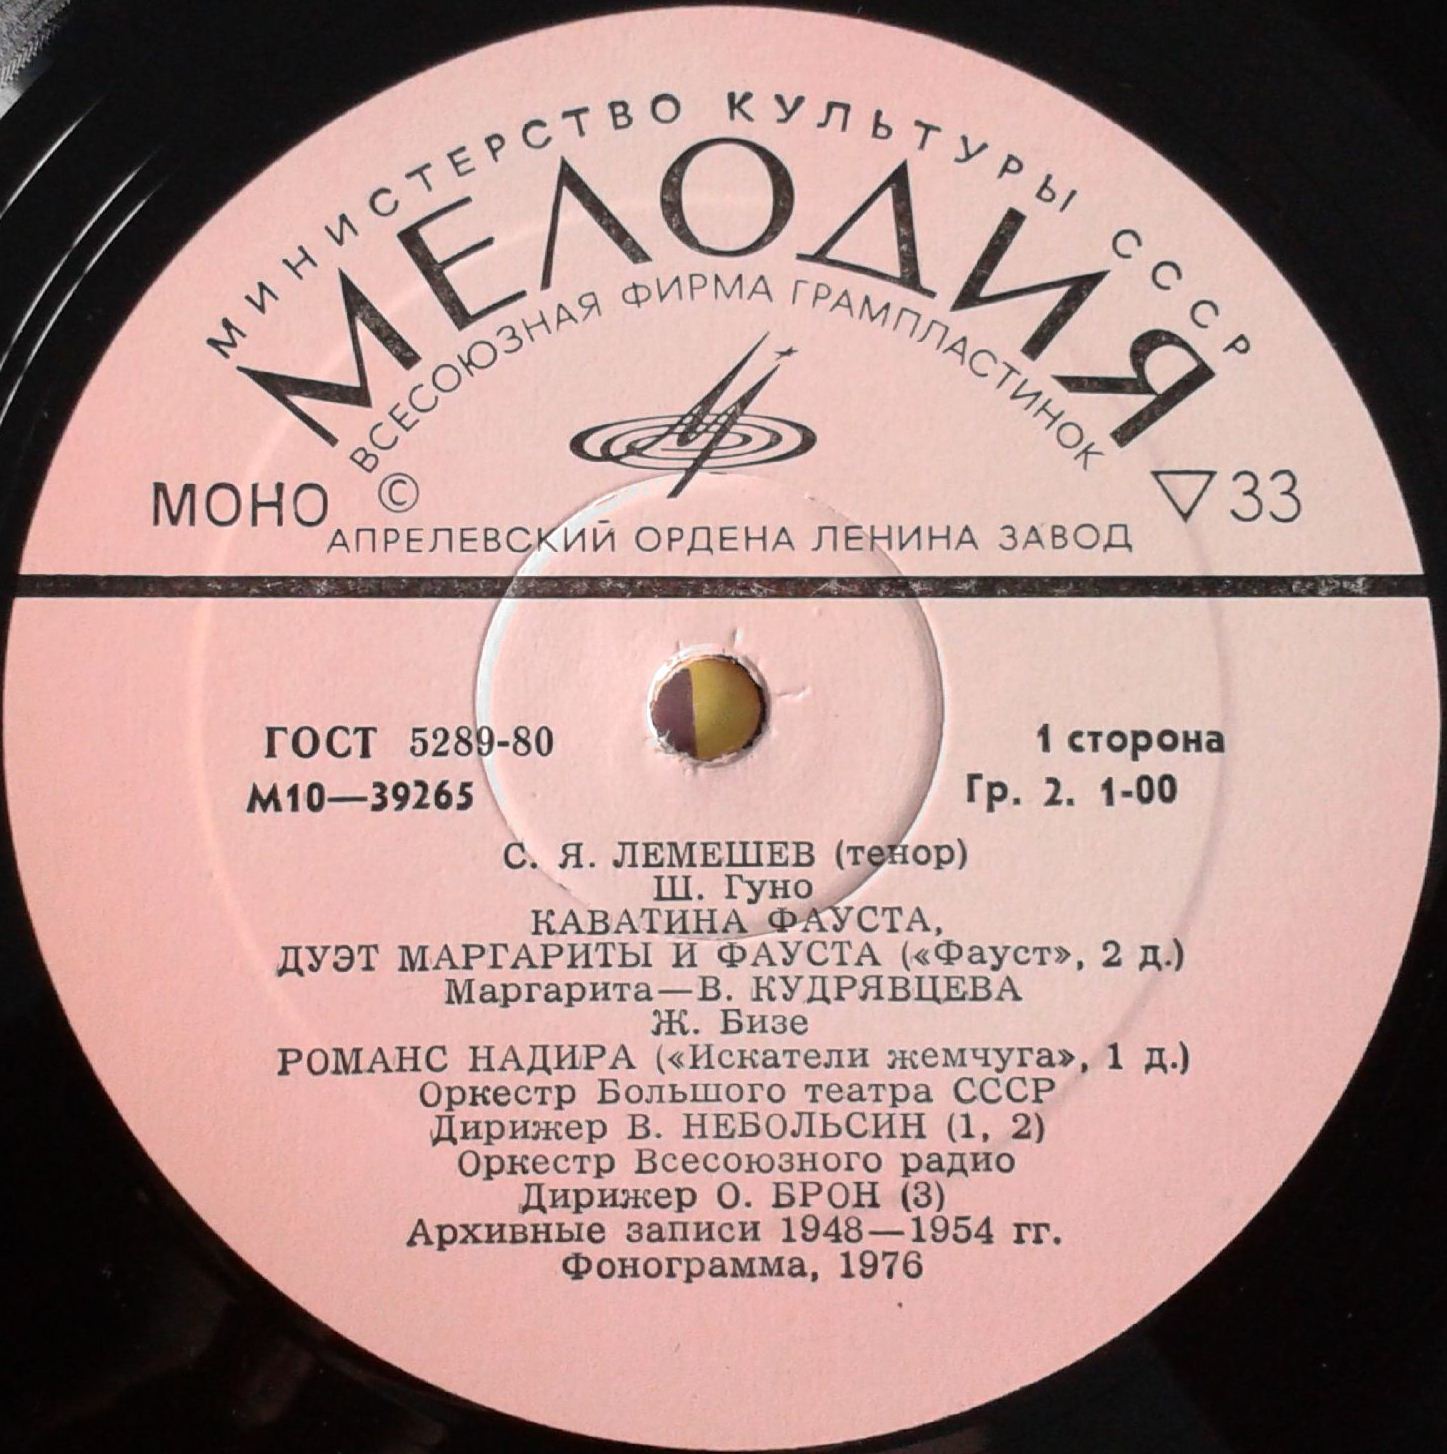 МИНИСТЕРСТВО КУЛЬТУРЫ СССР
МЕЛОДИЯ
ВСЕСОЮЗНАЯ ФИРМА ГРАМПЛАСТИНОК
МОНО © ▽33
АПРЕЛЕВСКИЙ ОРДЕНА ЛЕНИНА ЗАВОД
ГОСТ 5289-80 1 сторона
М10—39265 Гр. 2. 1-00
С. Я. ЛЕМЕШЕВ (тенор)
Ш. Гуно
КАВАТИНА ФАУСТА,
ДУЭТ МАРГАРИТЫ И ФАУСТА («Фауст», 2 д.)
Маргарита—В. КУДРЯВЦЕВА
Ж. Бизе
РОМАНС НАДИРА («Искатели жемчуга», 1 д.)
Оркестр Большого театра СССР
Дирижер В. НЕБОЛЬСИН (1, 2)
Оркестр Всесоюзного радио
Дирижер О. БРОН (3)
Архивные записи 1948—1954 гг.
Фонограмма, 1976